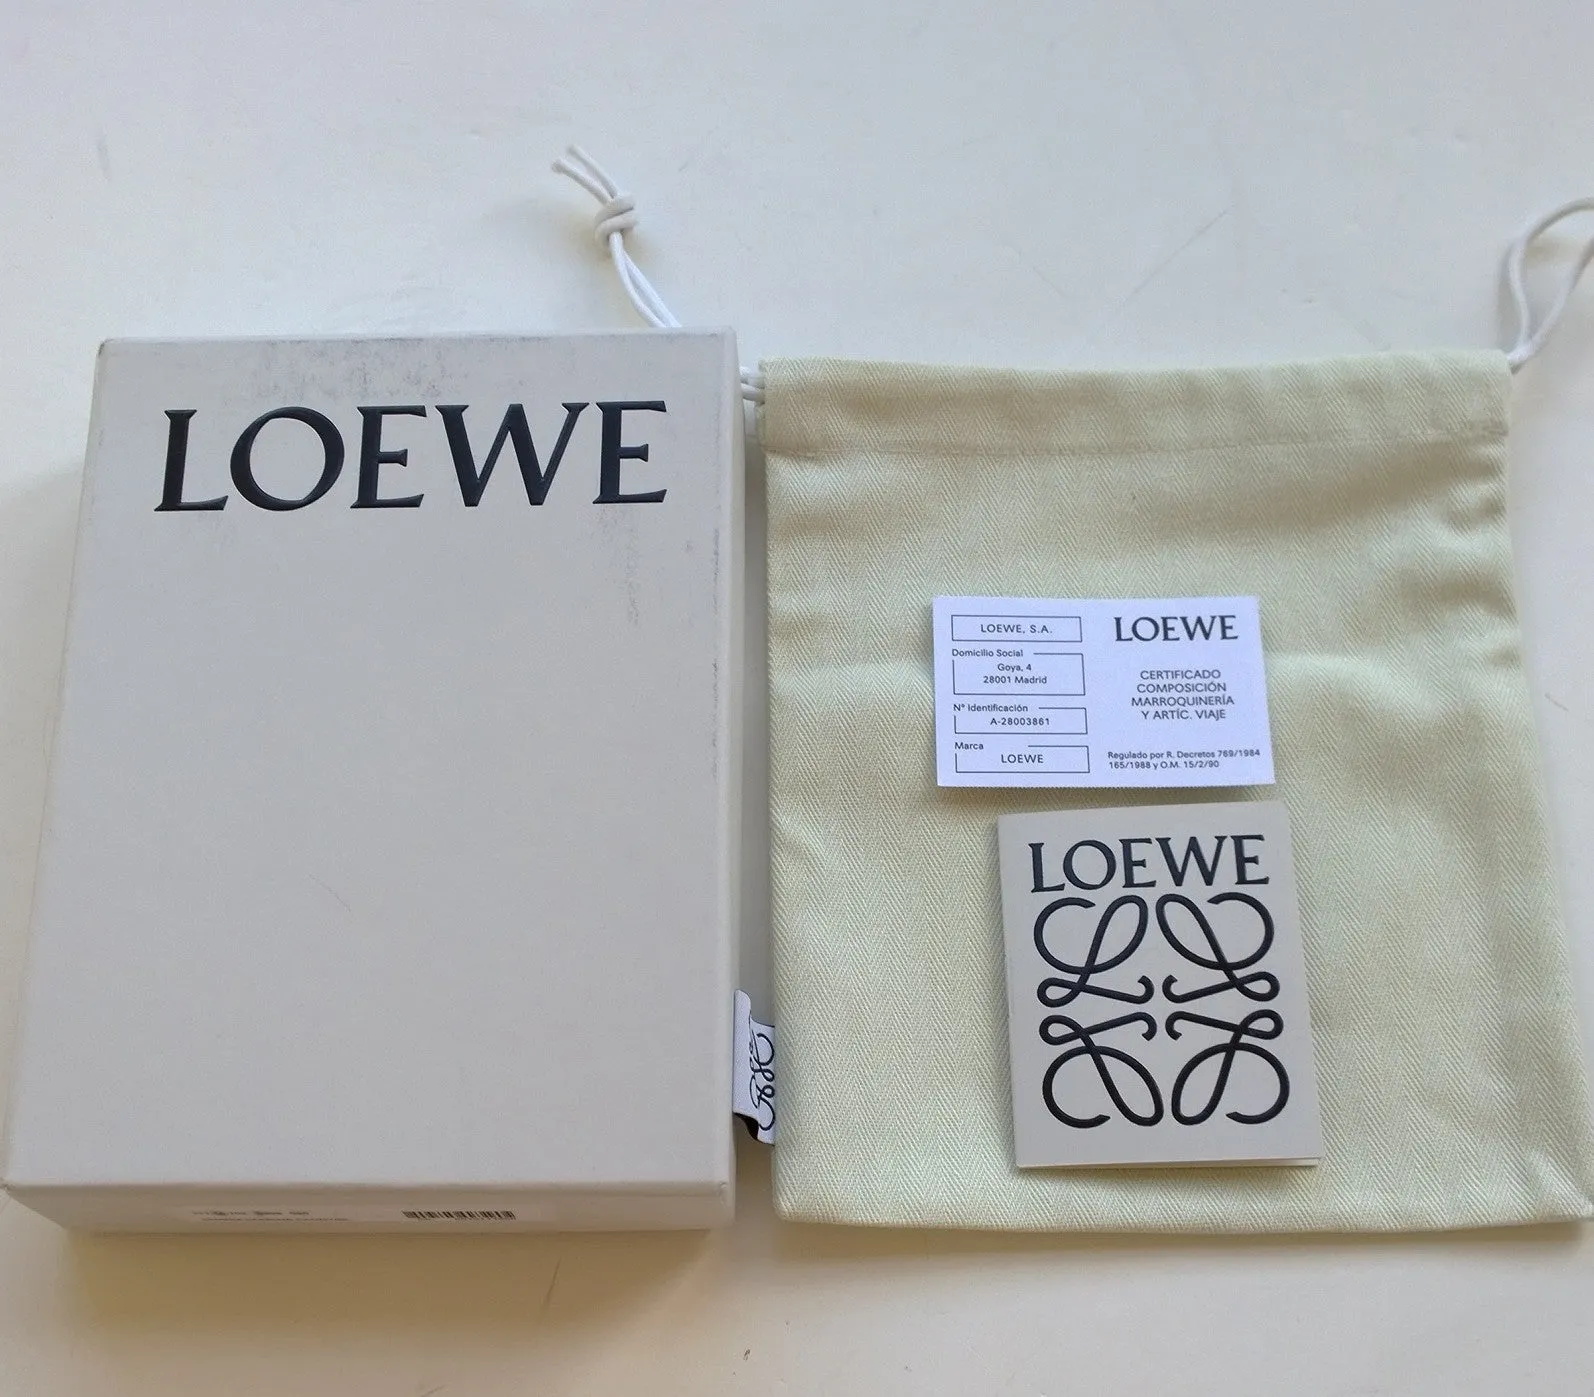 LOEWE
LOEWE, S.A.
Domicilio Social
Goya, 4
28001 Madrid
Nº Identificación
A-28003861
Marca
LOEWE
LOEWE
CERTIFICADO
COMPOSICIÓN
MARROQUINERÍA
Y ARTÍC. VIAJE
Regulado por R. Decretos 769/1984
165/1988 y O.M. 15/2/90
LOEWE